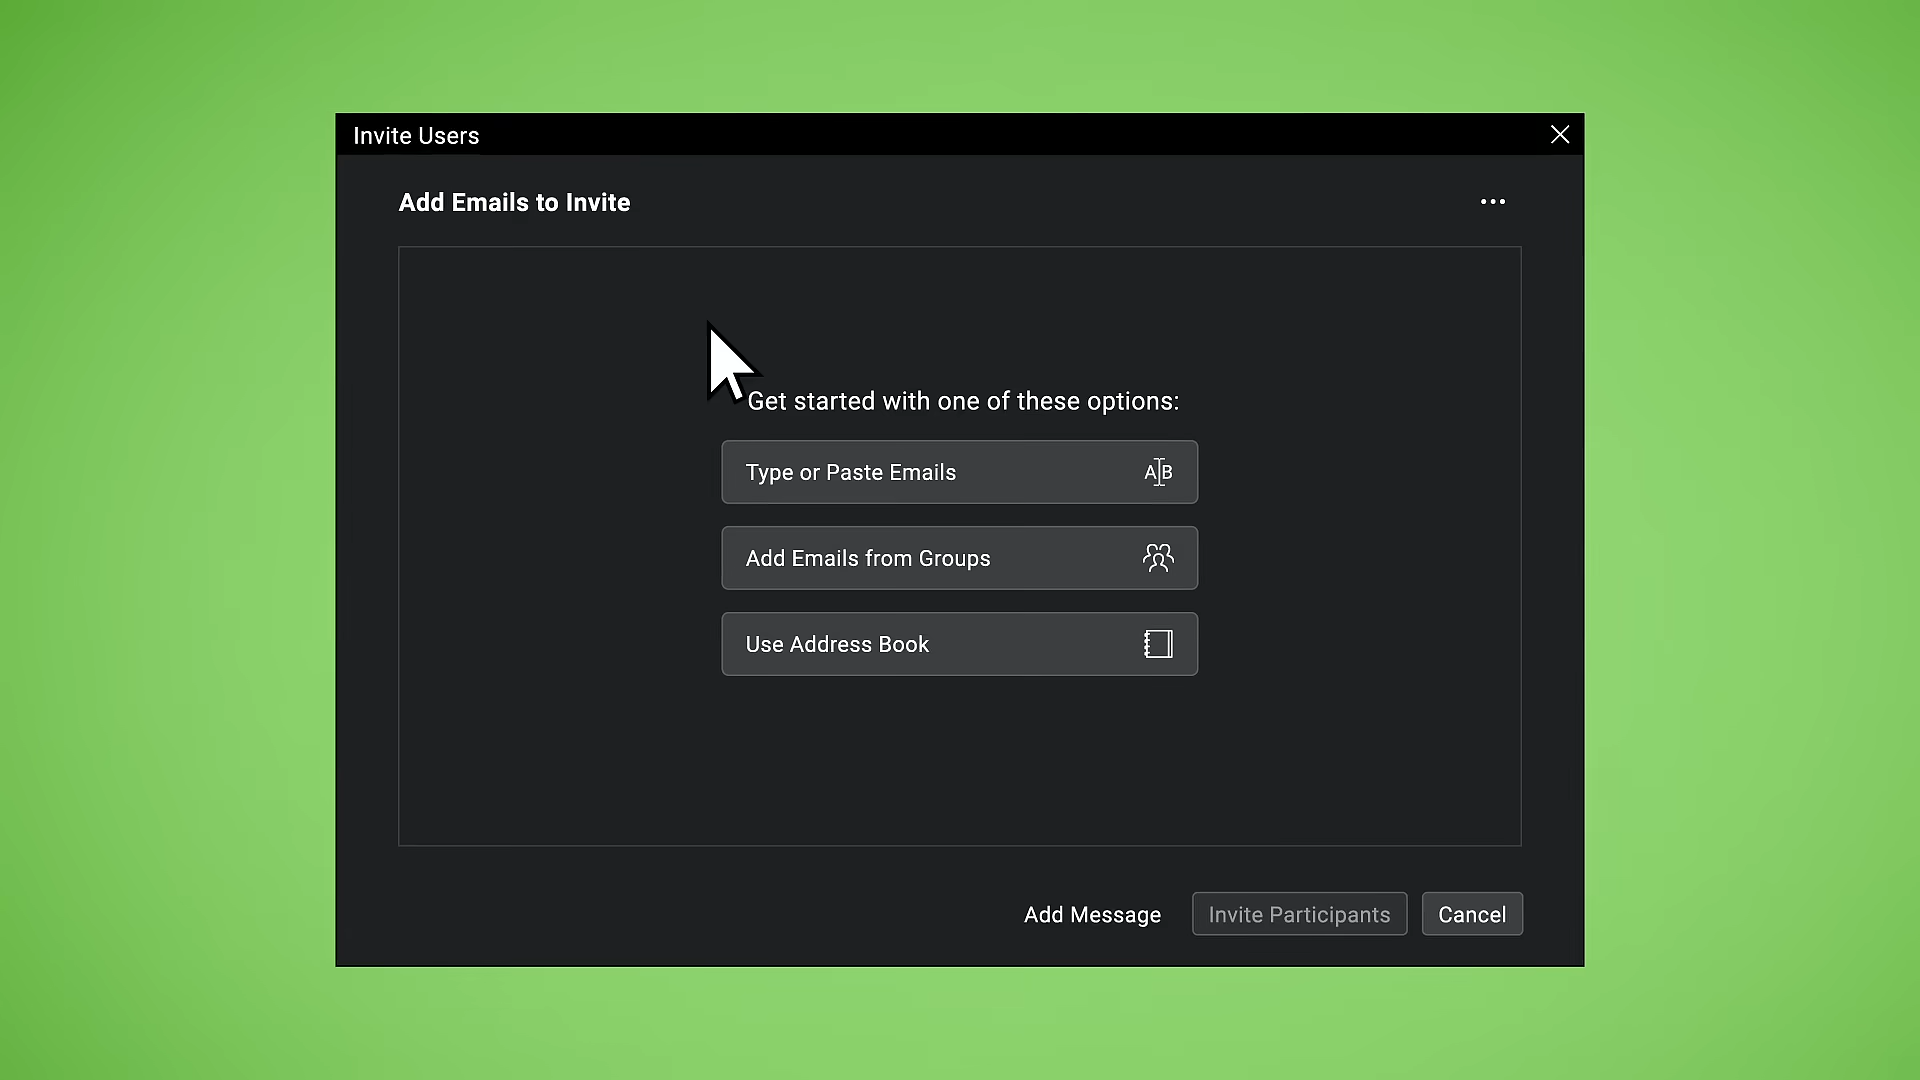 Invite Users
Add Emails to Invite
Get started with one of these options:
Type or Paste Emails
Add Emails from Groups
Use Address Book
Add Message
Invite Participants
Cancel